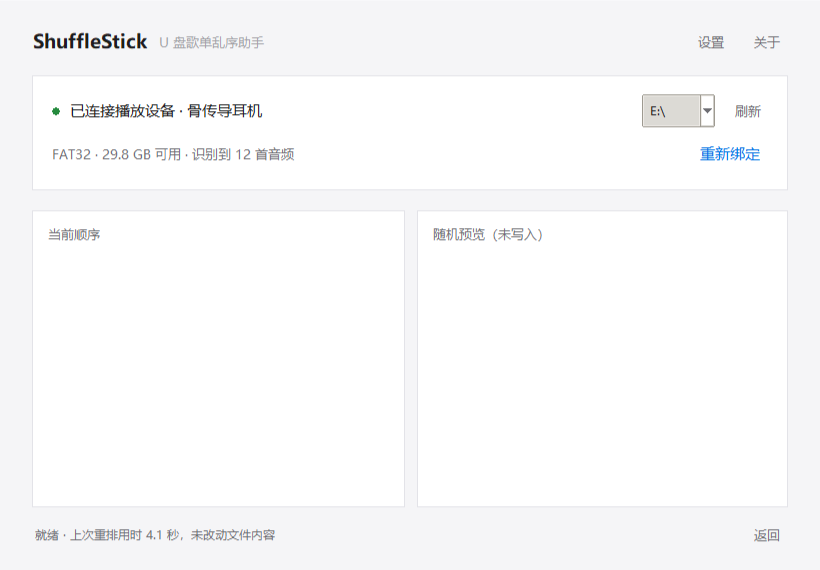 ShuffleStick U 盘歌单乱序助手 设置 关于
已连接播放设备 · 骨传导耳机 E:\ 刷新
FAT32 · 29.8 GB 可用 · 识别到 12 首音频 重新绑定
当前顺序 随机预览（未写入）
就绪 · 上次重排用时 4.1 秒，未改动文件内容 返回